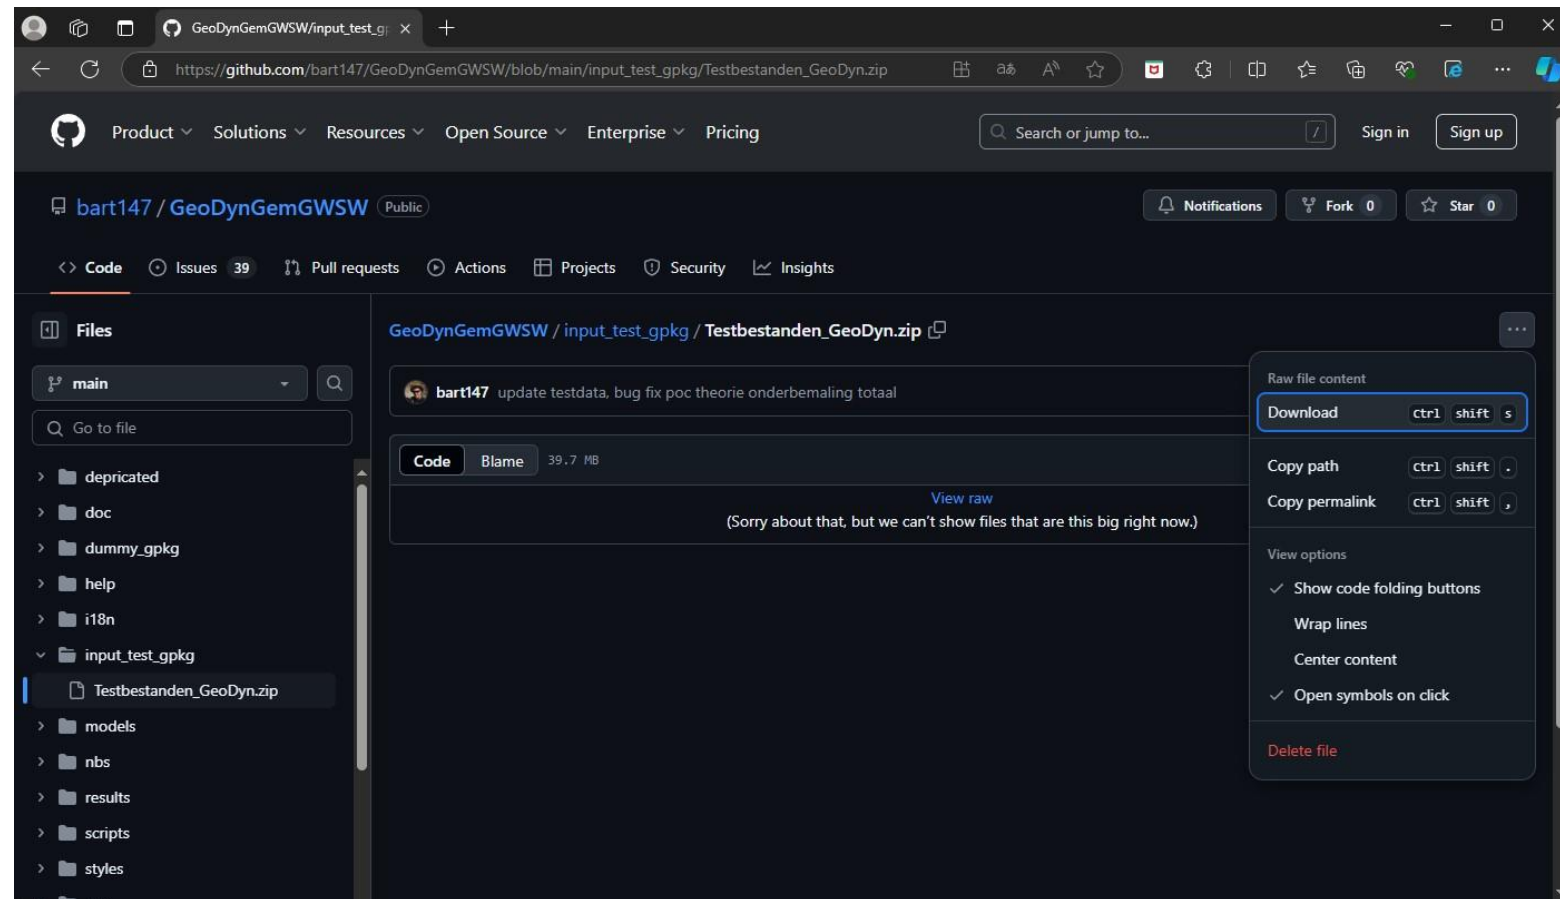 GeoDynGemGWSW/input_test_gp
https://github.com/bart147/GeoDynGemGWSW/blob/main/input_test_gpkg/Testbestanden_GeoDyn.zip
Product Solutions Resources Open Source Enterprise Pricing Search or jump to... / Sign in Sign up
bart147 / GeoDynGemGWSW Public Notifications Fork 0 Star 0
Code Issues 39 Pull requests Actions Projects Security Insights
Files
GeoDynGemGWSW / input_test_gpkg / Testbestanden_GeoDyn.zip
main
Go to file
bart147 update testdata, bug fix poc theorie onderbemaling totaal
Code Blame 39.7 MB
View raw
(Sorry about that, but we can't show files that are this big right now.)
depricated
doc
dummy_gpkg
help
i18n
input_test_gpkg
Testbestanden_GeoDyn.zip
models
nbs
results
scripts
styles
Raw file content
Download ctrl shift s
Copy path ctrl shift .
Copy permalink ctrl shift ,
View options
Show code folding buttons
Wrap lines
Center content
Open symbols on click
Delete file